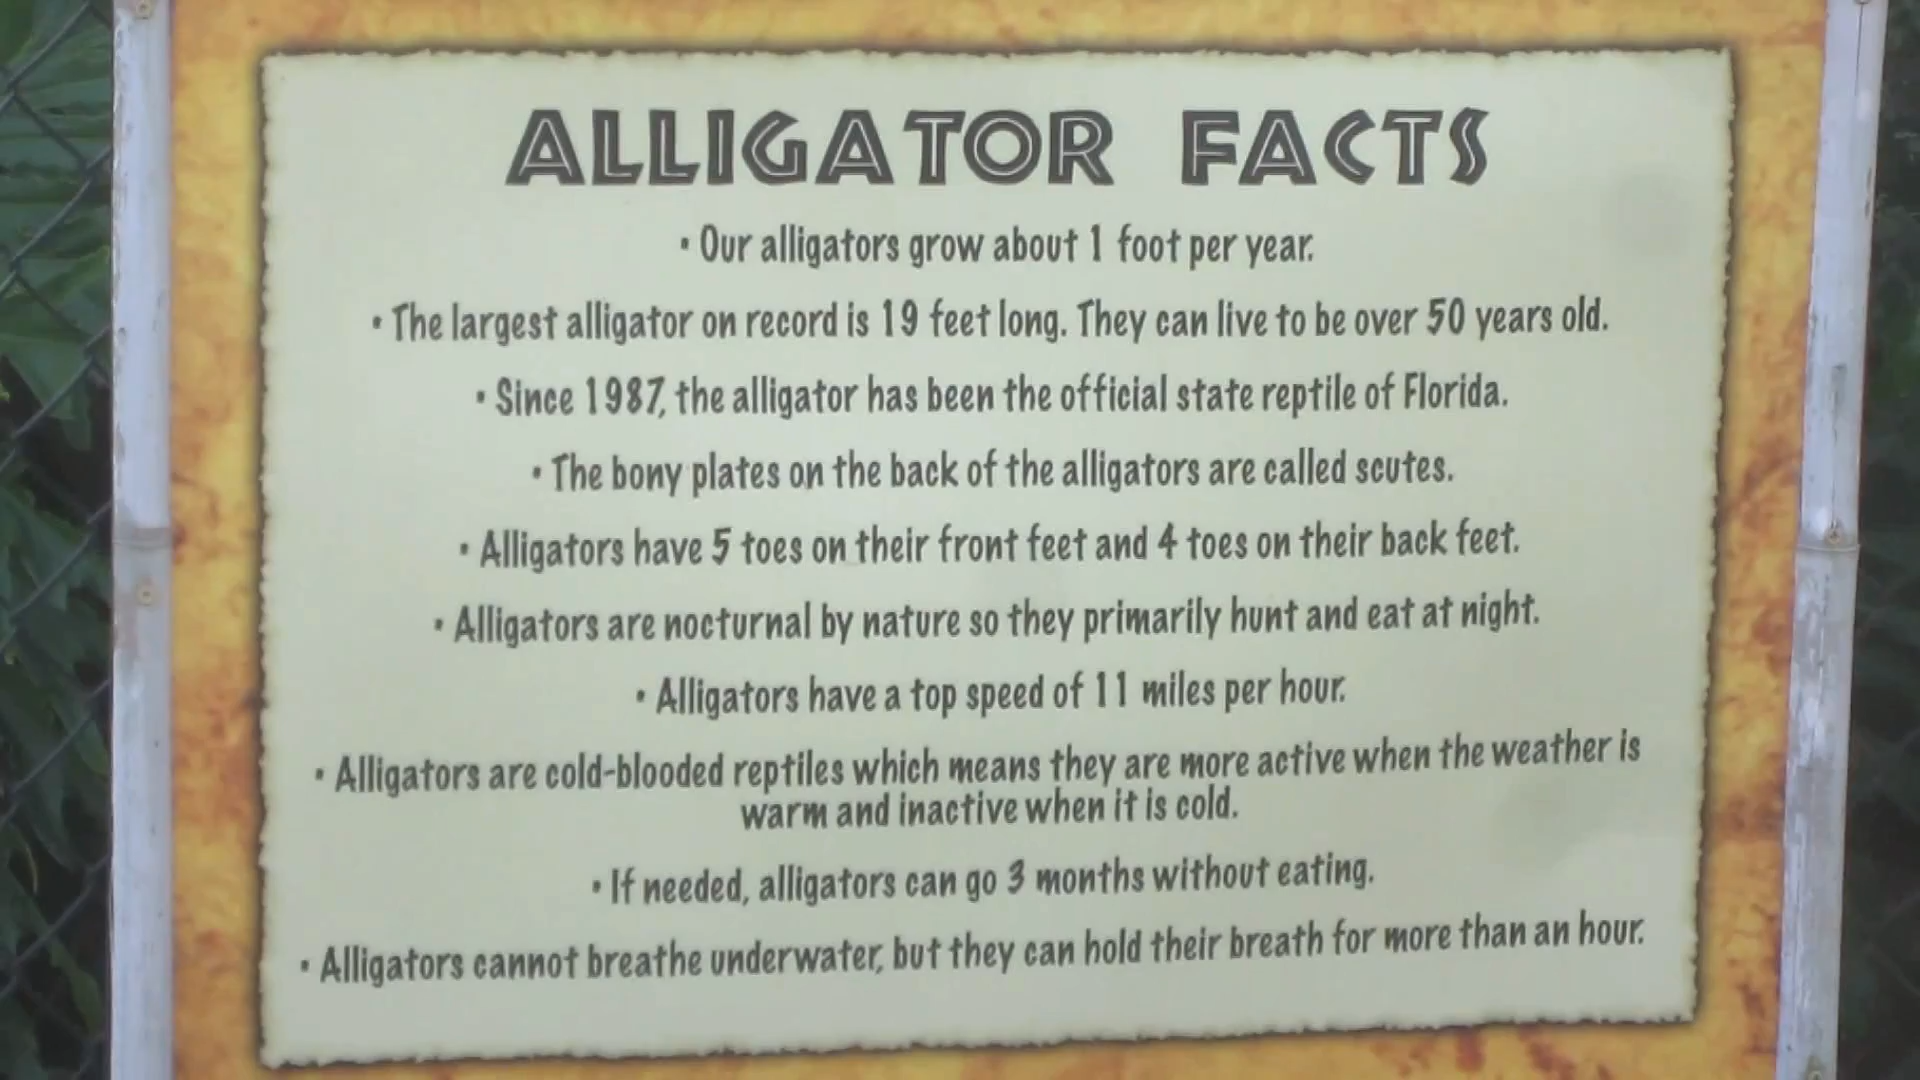 ALLIGATOR FACTS
• Our alligators grow about 1 foot per year.
• The largest alligator on record is 19 feet long. They can live to be over 50 years old.
• Since 1987, the alligator has been the official state reptile of Florida.
• The bony plates on the back of the alligators are called scutes.
• Alligators have 5 toes on their front feet and 4 toes on their back feet.
• Alligators are nocturnal by nature so they primarily hunt and eat at night.
• Alligators have a top speed of 11 miles per hour.
• Alligators are cold-blooded reptiles which means they are more active when the weather is
warm and inactive when it is cold.
• If needed, alligators can go 3 months without eating.
• Alligators cannot breathe underwater, but they can hold their breath for more than an hour.